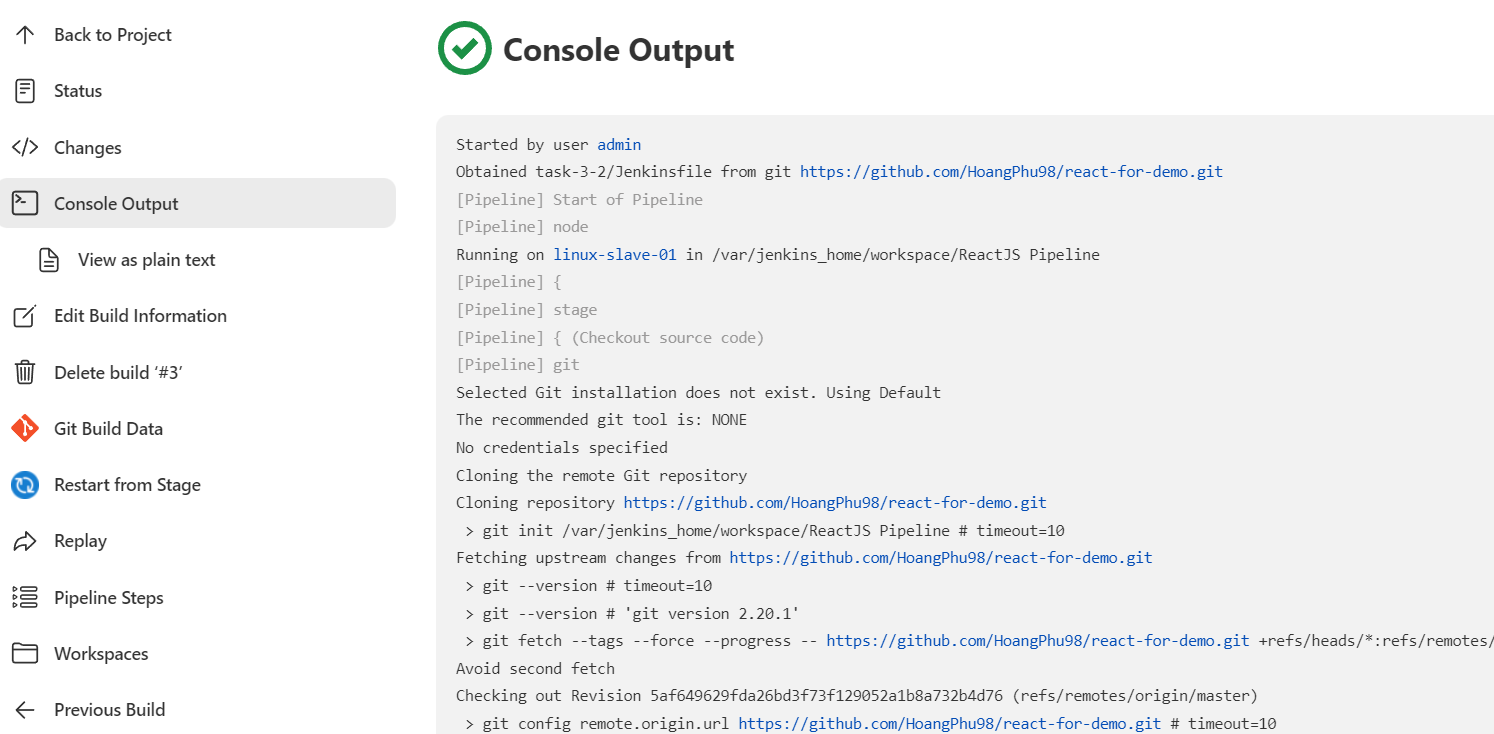 Back to Project
Status
Changes
Console Output
View as plain text
Edit Build Information
Delete build ‘#3’
Git Build Data
Restart from Stage
Replay
Pipeline Steps
Workspaces
Previous Build
Console Output
Started by user admin
Obtained task-3-2/Jenkinsfile from git https://github.com/HoangPhu98/react-for-demo.git
[Pipeline] Start of Pipeline
[Pipeline] node
Running on linux-slave-01 in /var/jenkins_home/workspace/ReactJS Pipeline
[Pipeline] {
[Pipeline] stage
[Pipeline] { (Checkout source code)
[Pipeline] git
Selected Git installation does not exist. Using Default
The recommended git tool is: NONE
No credentials specified
Cloning the remote Git repository
Cloning repository https://github.com/HoangPhu98/react-for-demo.git
 > git init /var/jenkins_home/workspace/ReactJS Pipeline # timeout=10
Fetching upstream changes from https://github.com/HoangPhu98/react-for-demo.git
 > git --version # timeout=10
 > git --version # 'git version 2.20.1'
 > git fetch --tags --force --progress -- https://github.com/HoangPhu98/react-for-demo.git +refs/heads/*:refs/remotes/
Avoid second fetch
Checking out Revision 5af649629fda26bd3f73f129052a1b8a732b4d76 (refs/remotes/origin/master)
 > git config remote.origin.url https://github.com/HoangPhu98/react-for-demo.git # timeout=10